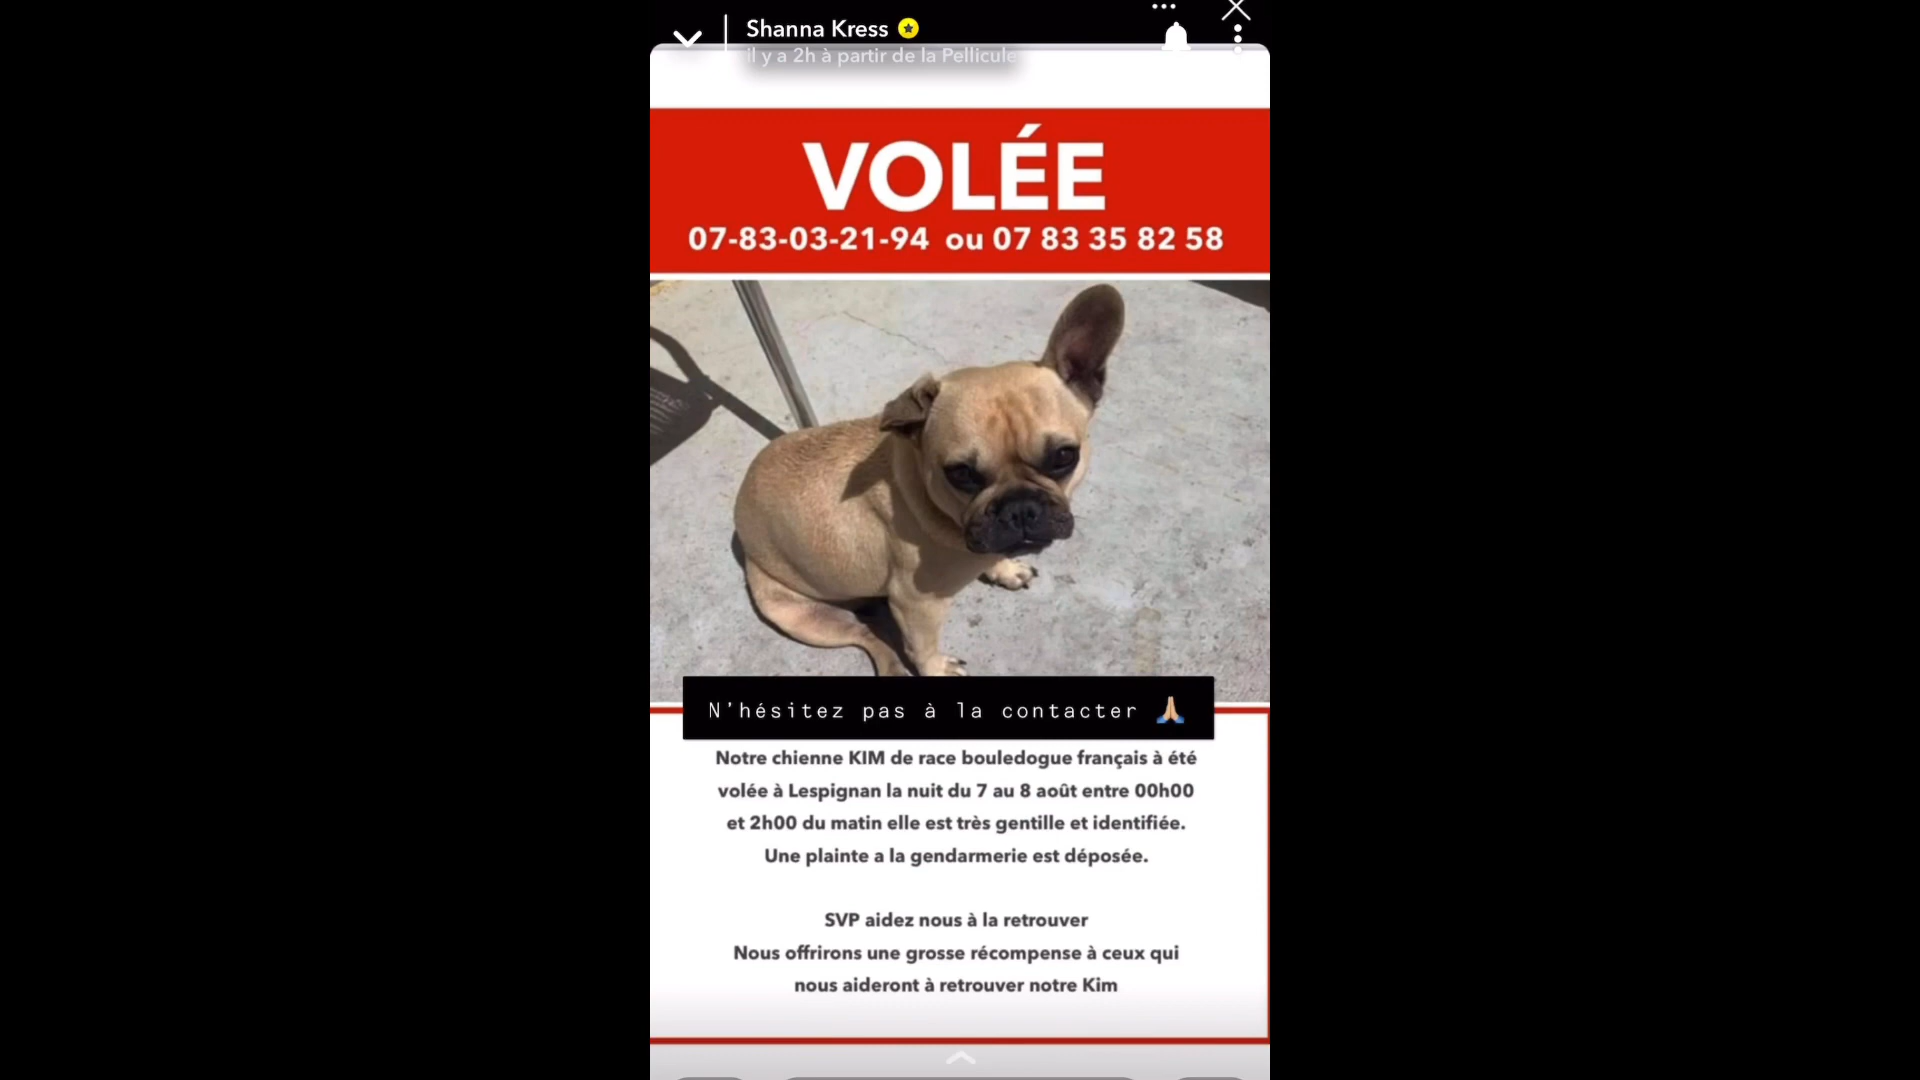 Shanna Kress
il y a 2h à partir de la Pellicule
VOLÉE
07-83-03-21-94 ou 07 83 35 82 58
N'hésitez pas à la contacter 🙏🏼
Notre chienne KIM de race bouledogue français à été
volée à Lespignan la nuit du 7 au 8 août entre 00h00
et 2h00 du matin elle est très gentille et identifiée.
Une plainte a la gendarmerie est déposée.
SVP aidez nous à la retrouver
Nous offrirons une grosse récompense à ceux qui
nous aideront à retrouver notre Kim